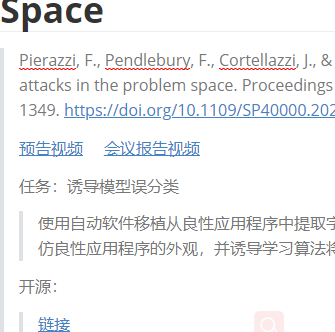 Space
Pierazzi, F., Pendlebury, F., Cortellazzi, J., &
attacks in the problem space. Proceedings
1349. https://doi.org/10.1109/SP40000.202
预告视频 会议报告视频
任务：诱导模型误分类
使用自动软件移植从良性应用程序中提取字
仿良性应用程序的外观，并诱导学习算法将
开源：
链接